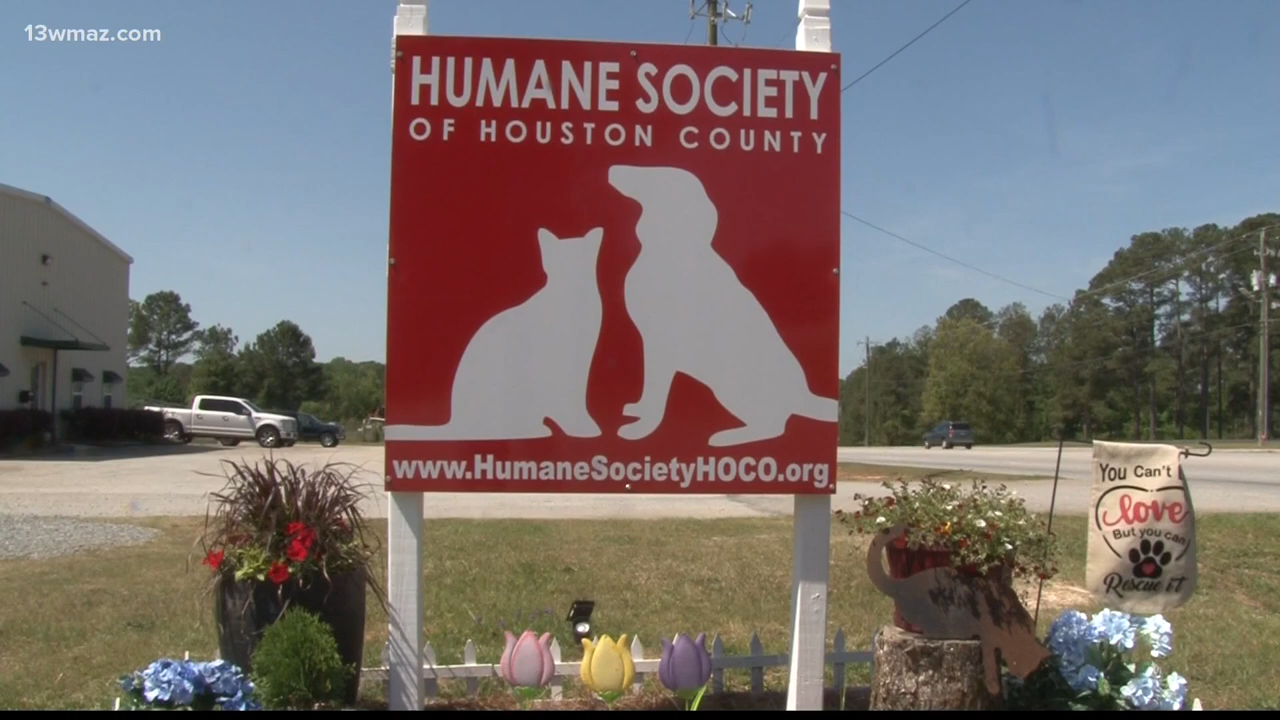 13wmaz.com
HUMANE SOCIETY
OF HOUSTON COUNTY
www.HumaneSocietyHOCO.org
You Can't
love
But you can
Rescue it